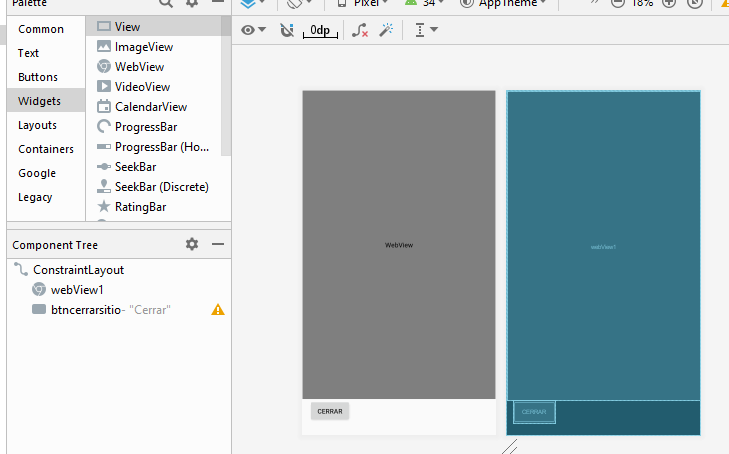 Palette
Common
Text
Buttons
Widgets
Layouts
Containers
Google
Legacy
View
ImageView
WebView
VideoView
CalendarView
ProgressBar
ProgressBar (Ho...
SeekBar
SeekBar (Discrete)
RatingBar
Pixel
34
AppTheme
18%
0dp
Component Tree
ConstraintLayout
webView1
btncerrarsitio- "Cerrar"
WebView
CERRAR
webView1
CERRAR